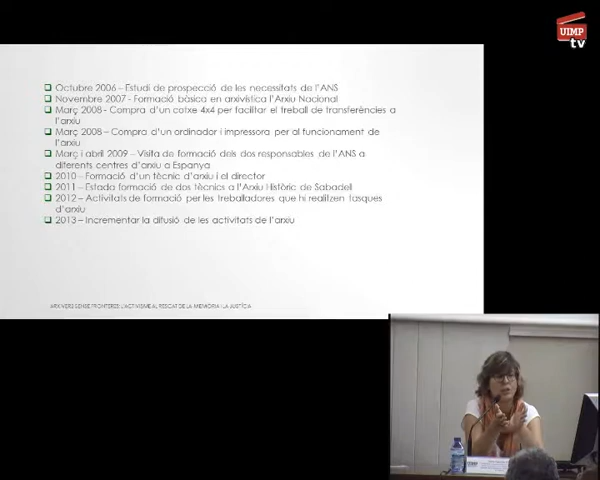 UIMP
tv
Octubre 2006 – Estudi de prospecció de les necessitats de l'ANS
Novembre 2007 - Formació bàsica en arxivística l'Arxiu Nacional
Març 2008 - Compra d'un cotxe 4x4 per facilitar el treball de transferències a
l'arxiu
Març 2008 – Compra d'un ordinador i impressora per al funcionament de
l'arxiu
Març i abril 2009 – Visita de formació dels dos responsables de l'ANS a
diferents centres d'arxiu a Espanya
2010 – Formació d'un tècnic d'arxiu i el director
2011 – Estada formació de dos tècnics a l'Arxiu Històric de Sabadell
2012 – Activitats de formació per les treballadores que hi realitzen tasques
d'arxiu
2013 – Incrementar la difusió de les activitats de l'arxiu
ARXIVERS SENSE FRONTERES: L'ACTIVISME AL RESCAT DE LA MEMÒRIA I LA JUSTÍCIA